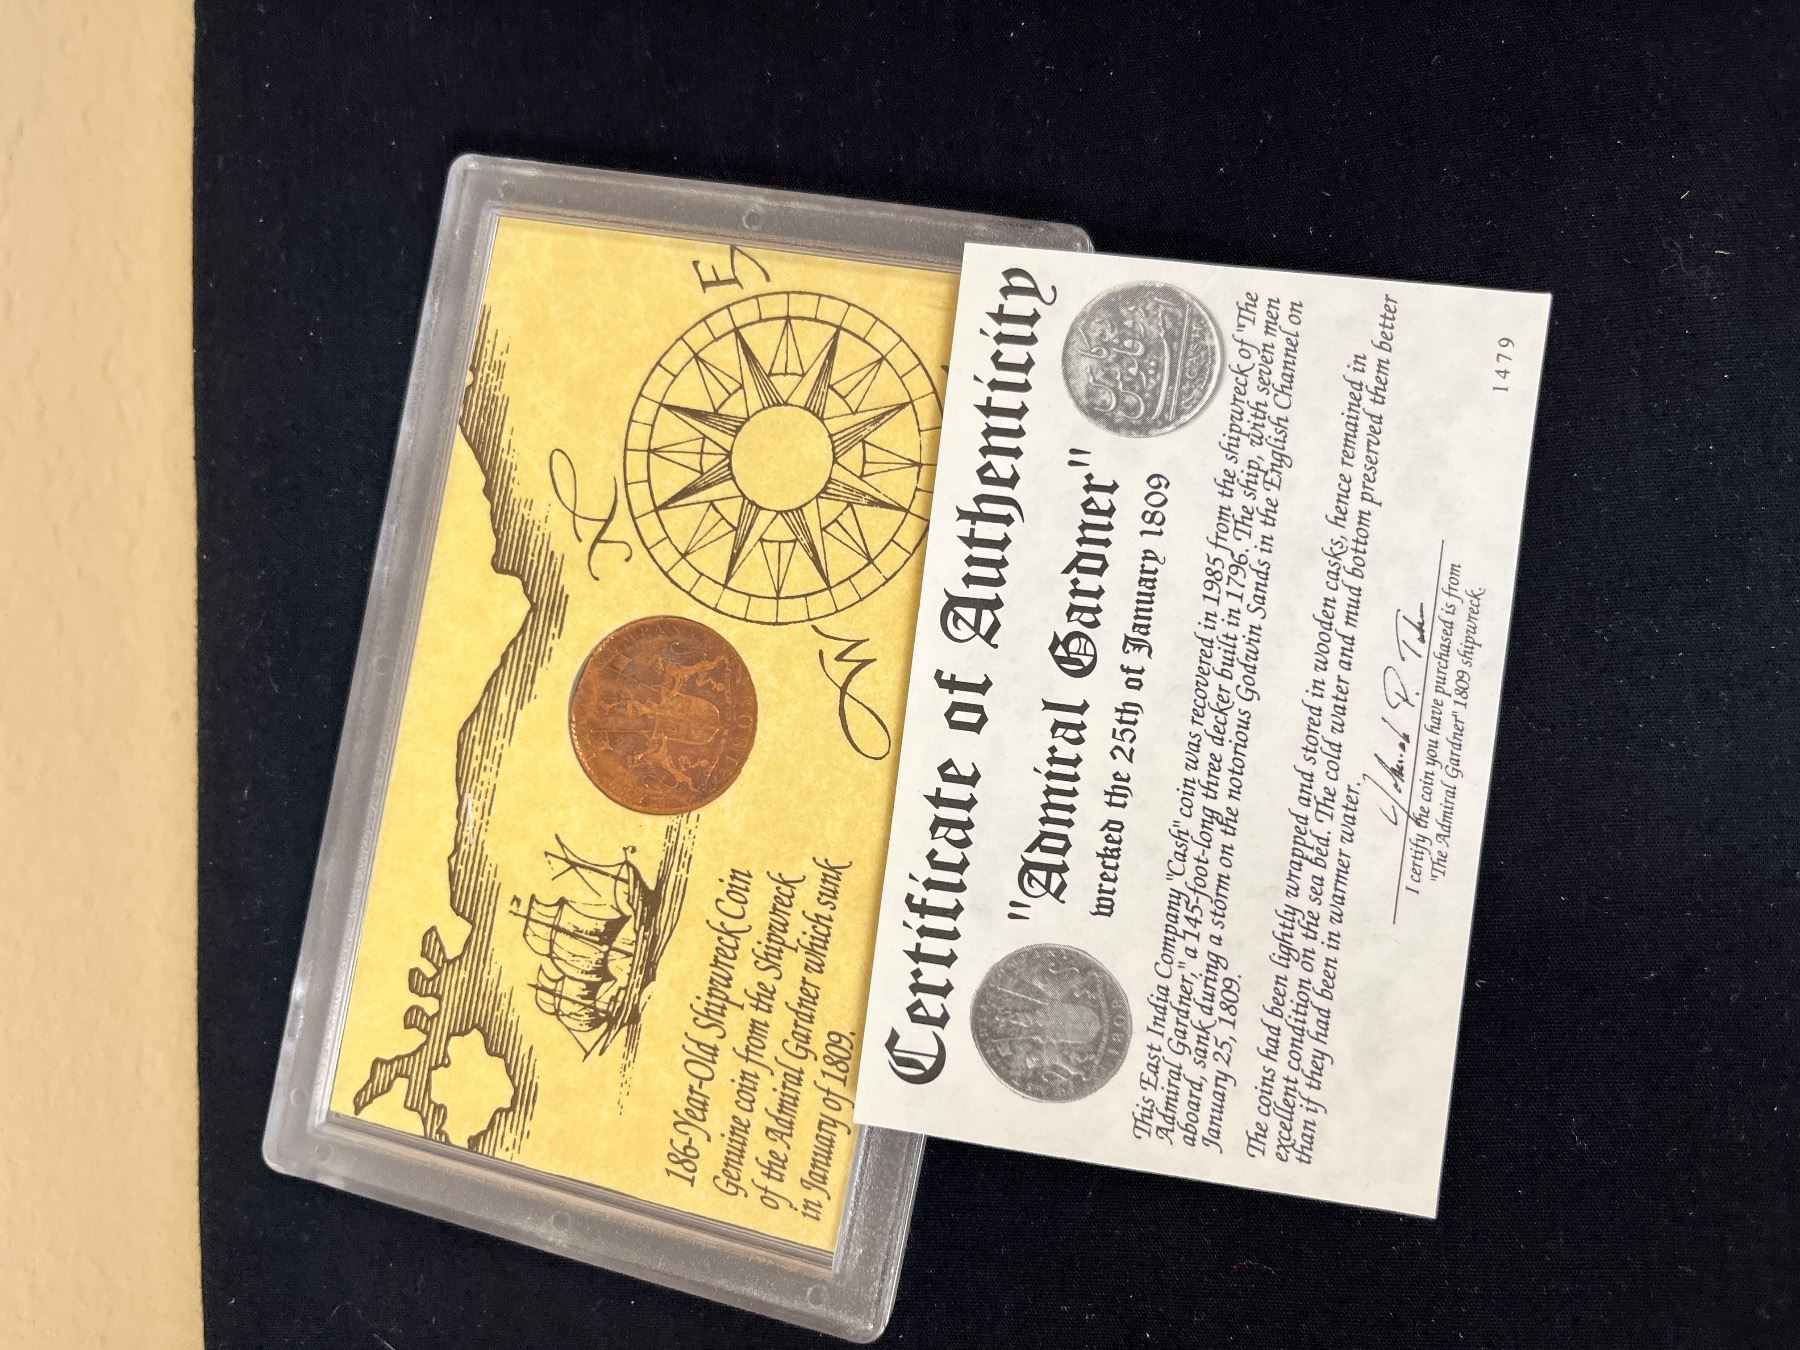 186-Year-Old Shipwreck Coin
Genuine coin from the Shipwreck
of the Admiral Gardner which sunk
in January of 1809.
E
W
Certificate of Authenticity
"Admiral Gardner"
wrecked the 25th of January 1809
1808
This East India Company "Cash" coin was recovered in 1985 from the shipwreck of "The
Admiral Gardner," a 145-foot-long three decker built in 1796. The ship, with seven men
aboard, sank during a storm on the notorious Godwin Sands in the English Channel on
January 25, 1809.
The coins had been lightly wrapped and stored in wooden casks, hence remained in
excellent condition on the sea bed. The cold water and mud bottom preserved them better
than if they had been in warmer water.
I certify the coin you have purchased is from
"The Admiral Gardner" 1809 shipwreck.
1479